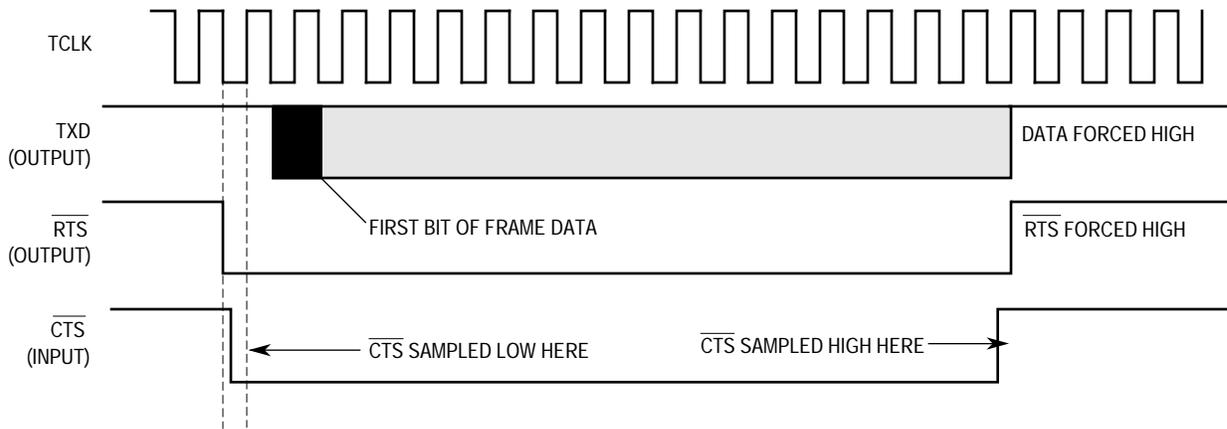 TCLK
TXD
(OUTPUT)
DATA FORCED HIGH
FIRST BIT OF FRAME DATA
RTS
(OUTPUT)
RTS FORCED HIGH
CTS
(INPUT)
CTS SAMPLED LOW HERE
CTS SAMPLED HIGH HERE